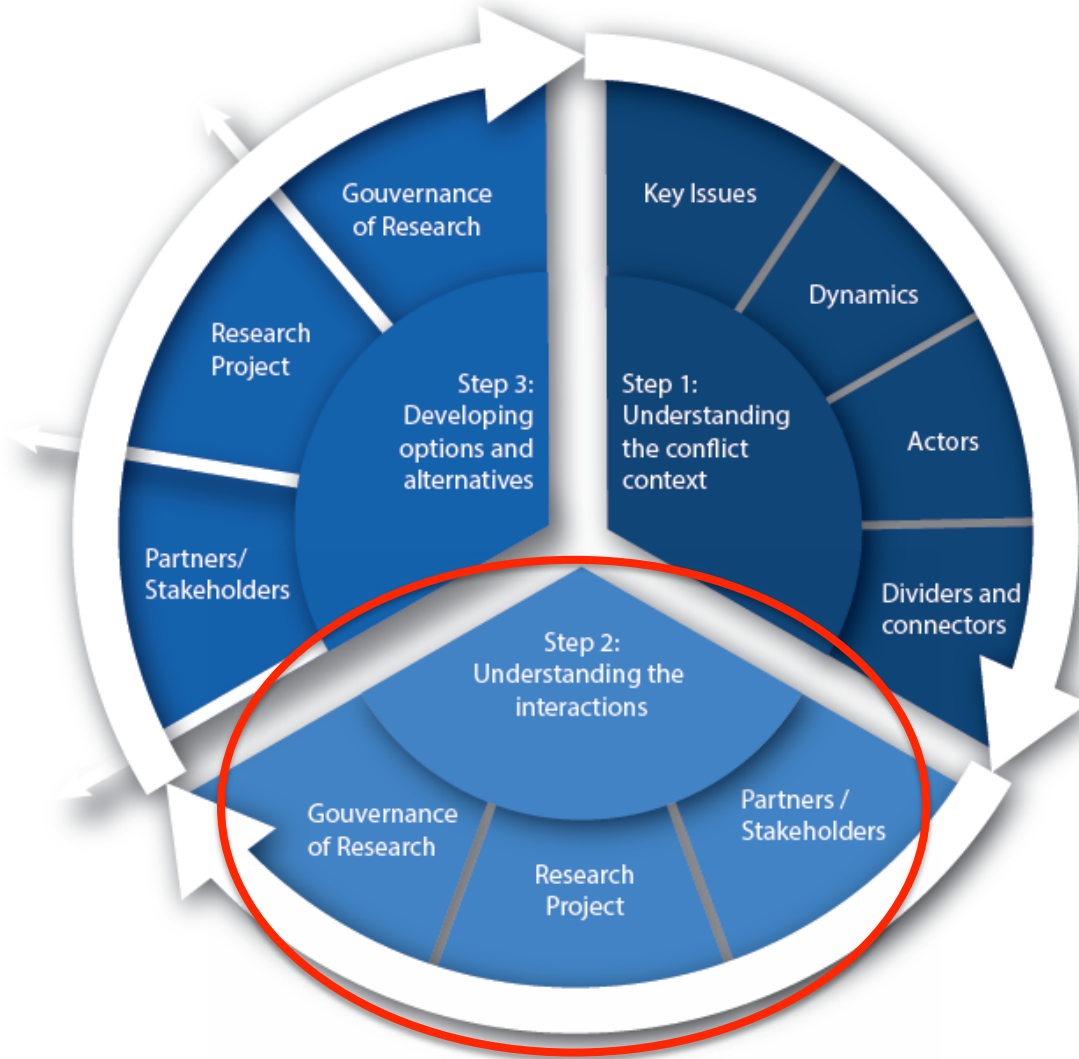 Key Issues
Dynamics
Actors
Dividers and
connectors
Step 1:
Understanding
the conflict
context
Step 2:
Understanding the
interactions
Partners /
Stakeholders
Research
Project
Gouvernance
of Research
Step 3:
Developing
options and
alternatives
Partners/
Stakeholders
Research
Project
Gouvernance
of Research